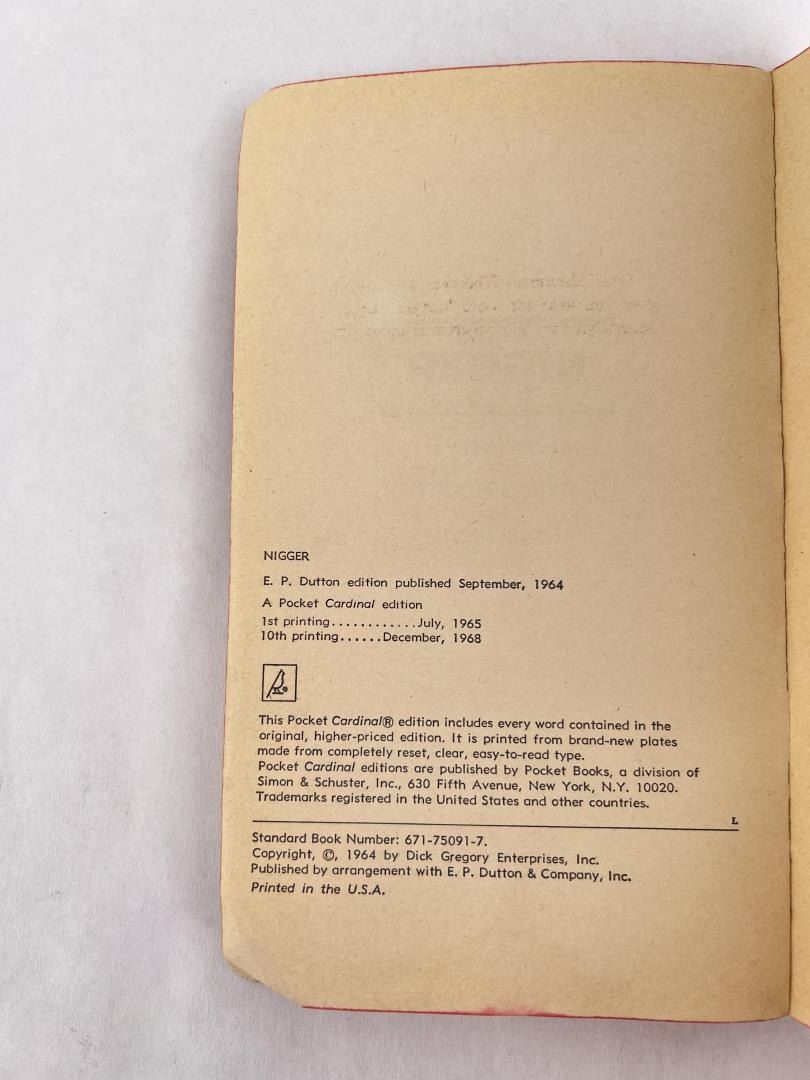 NIGGER
E. P. Dutton edition published September, 1964
A Pocket Cardinal edition
1st printing............July, 1965
10th printing......December, 1968
This Pocket Cardinal® edition includes every word contained in the
original, higher-priced edition. It is printed from brand-new plates
made from completely reset, clear, easy-to-read type.
Pocket Cardinal editions are published by Pocket Books, a division of
Simon & Schuster, Inc., 630 Fifth Avenue, New York, N.Y. 10020.
Trademarks registered in the United States and other countries.
L
Standard Book Number: 671-75091-7.
Copyright, ©, 1964 by Dick Gregory Enterprises, Inc.
Published by arrangement with E. P. Dutton & Company, Inc.
Printed in the U.S.A.